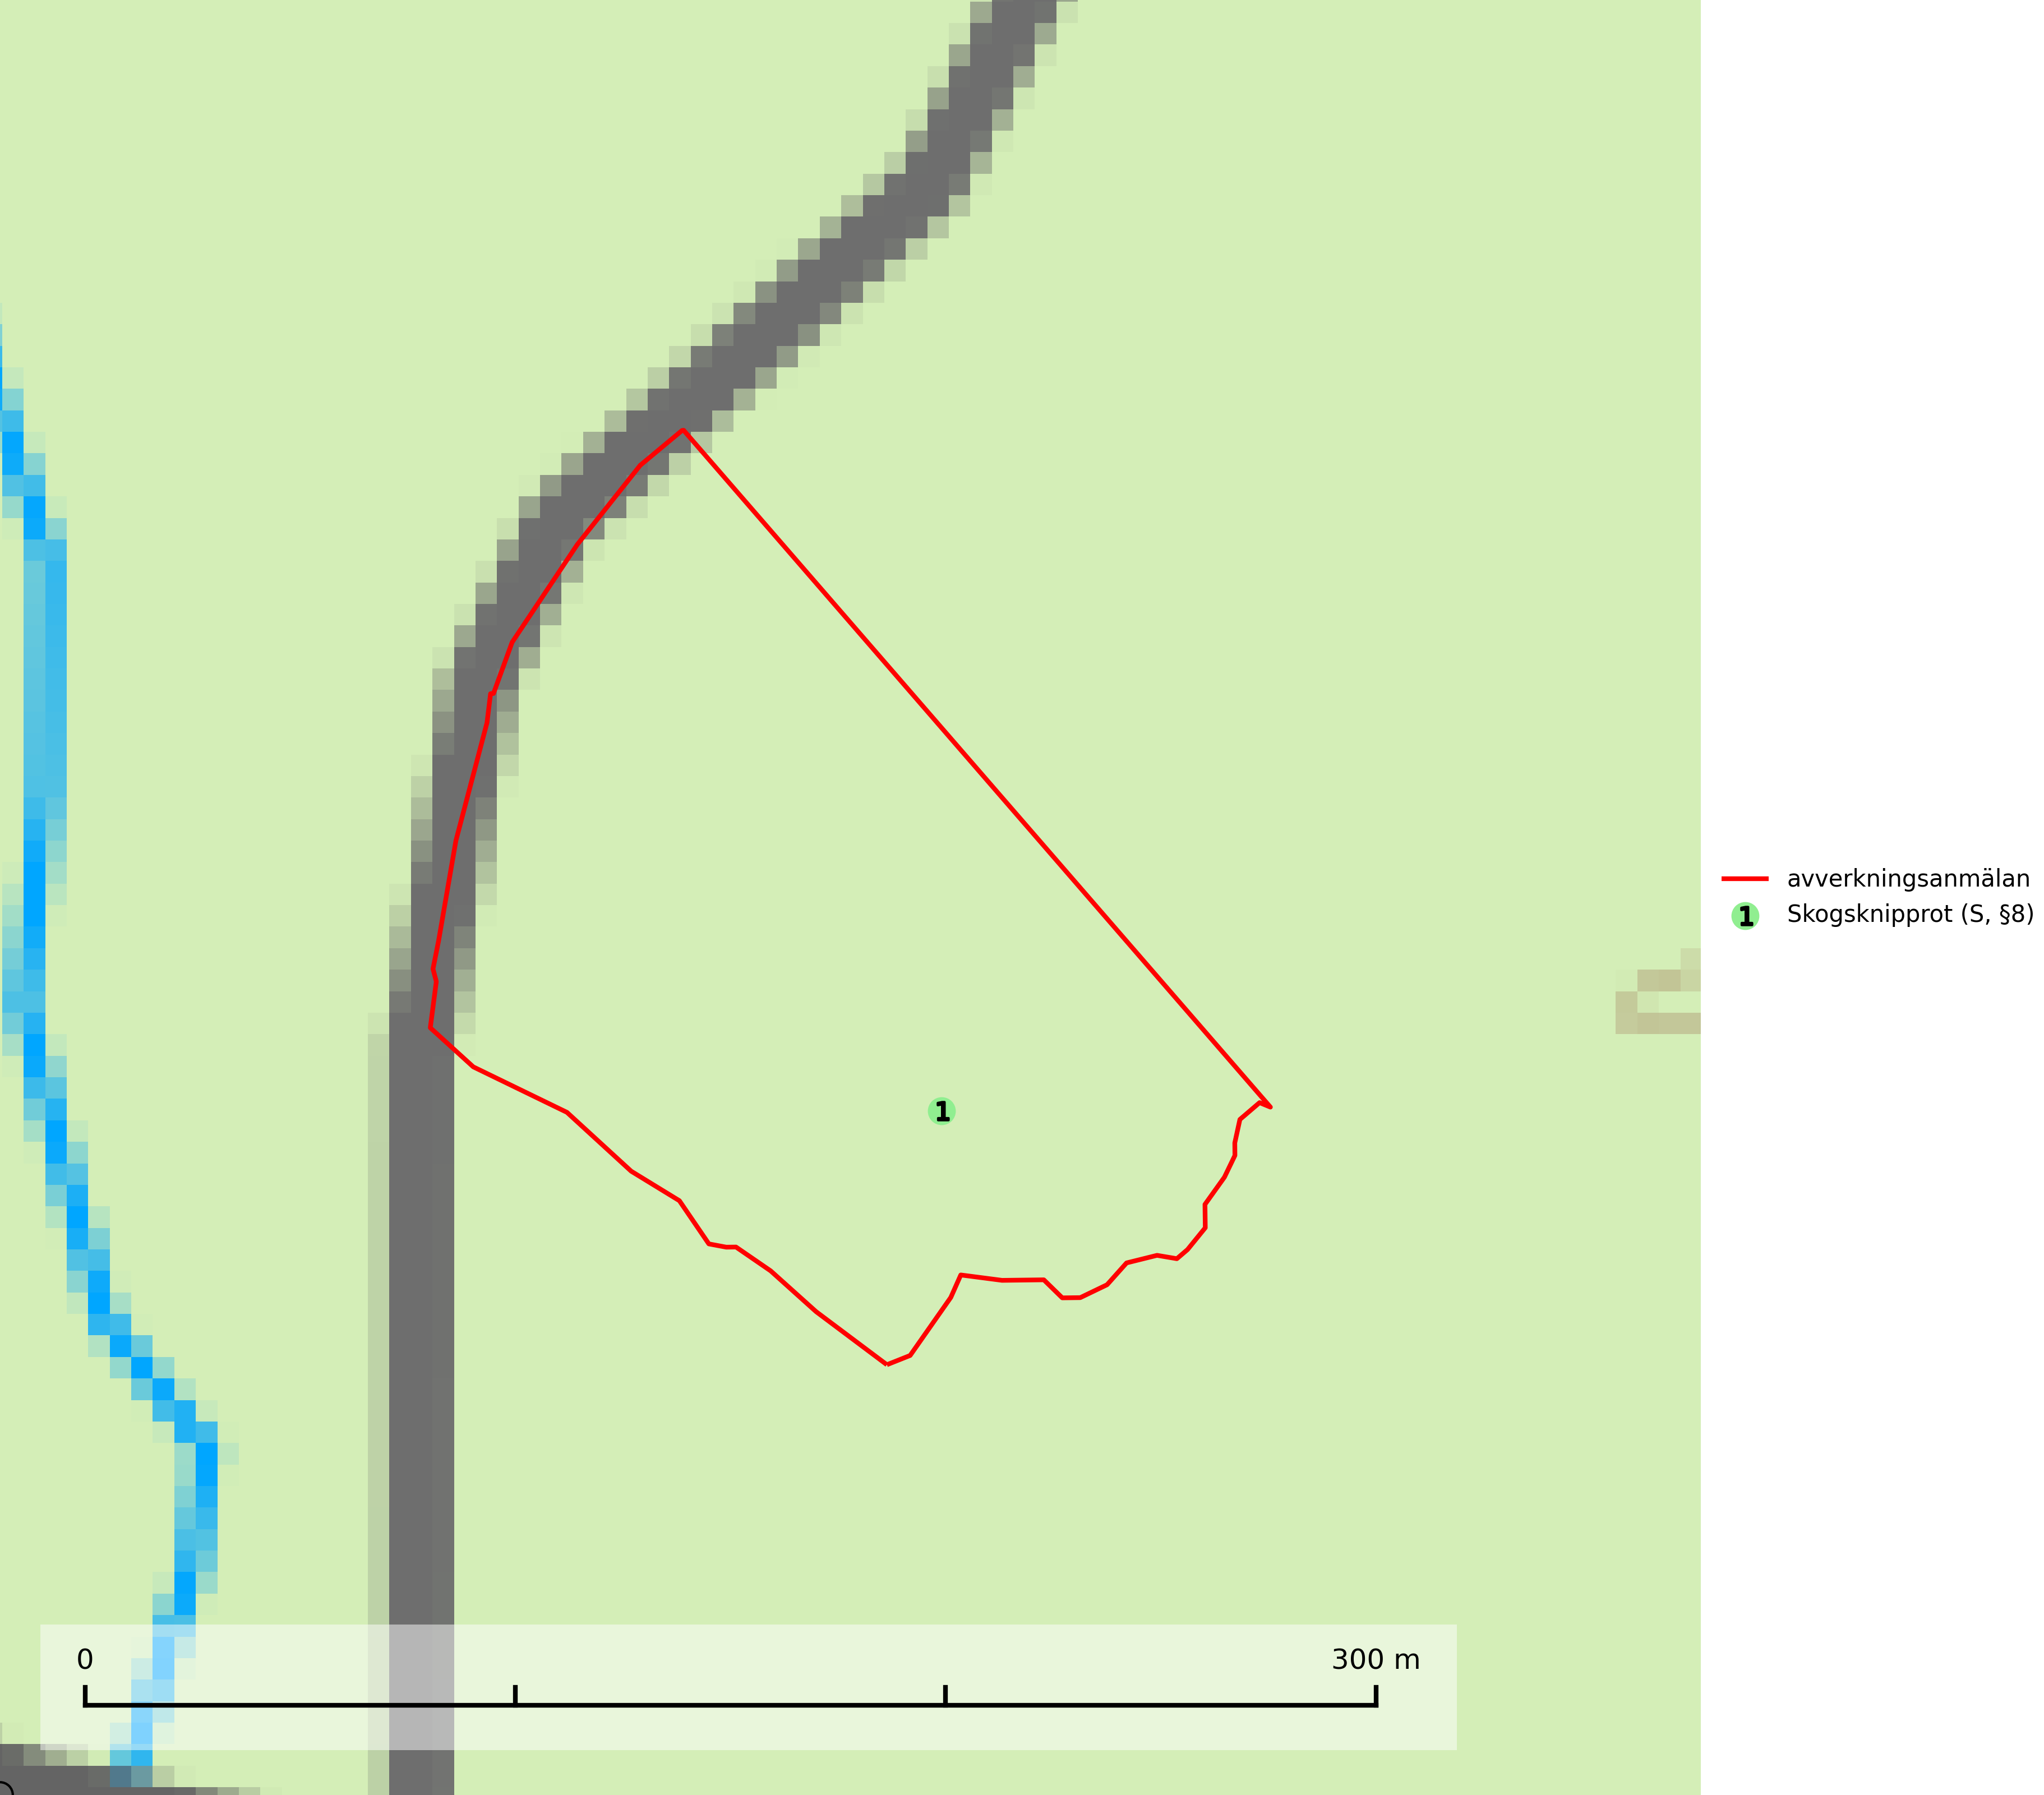 avverkningsanmälan
1 Skogsknipprot (S, §8)
1
0 300 m